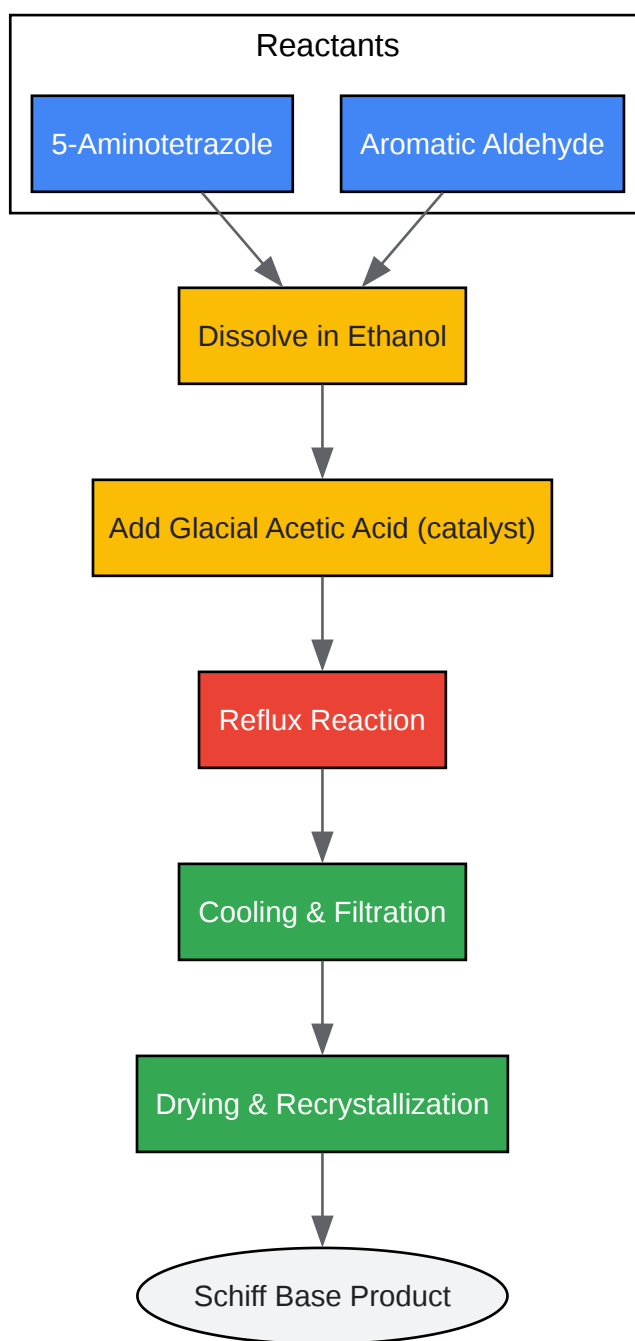 Reactants
5-Aminotetrazole
Aromatic Aldehyde
Dissolve in Ethanol
Add Glacial Acetic Acid (catalyst)
Reflux Reaction
Cooling & Filtration
Drying & Recrystallization
Schiff Base Product